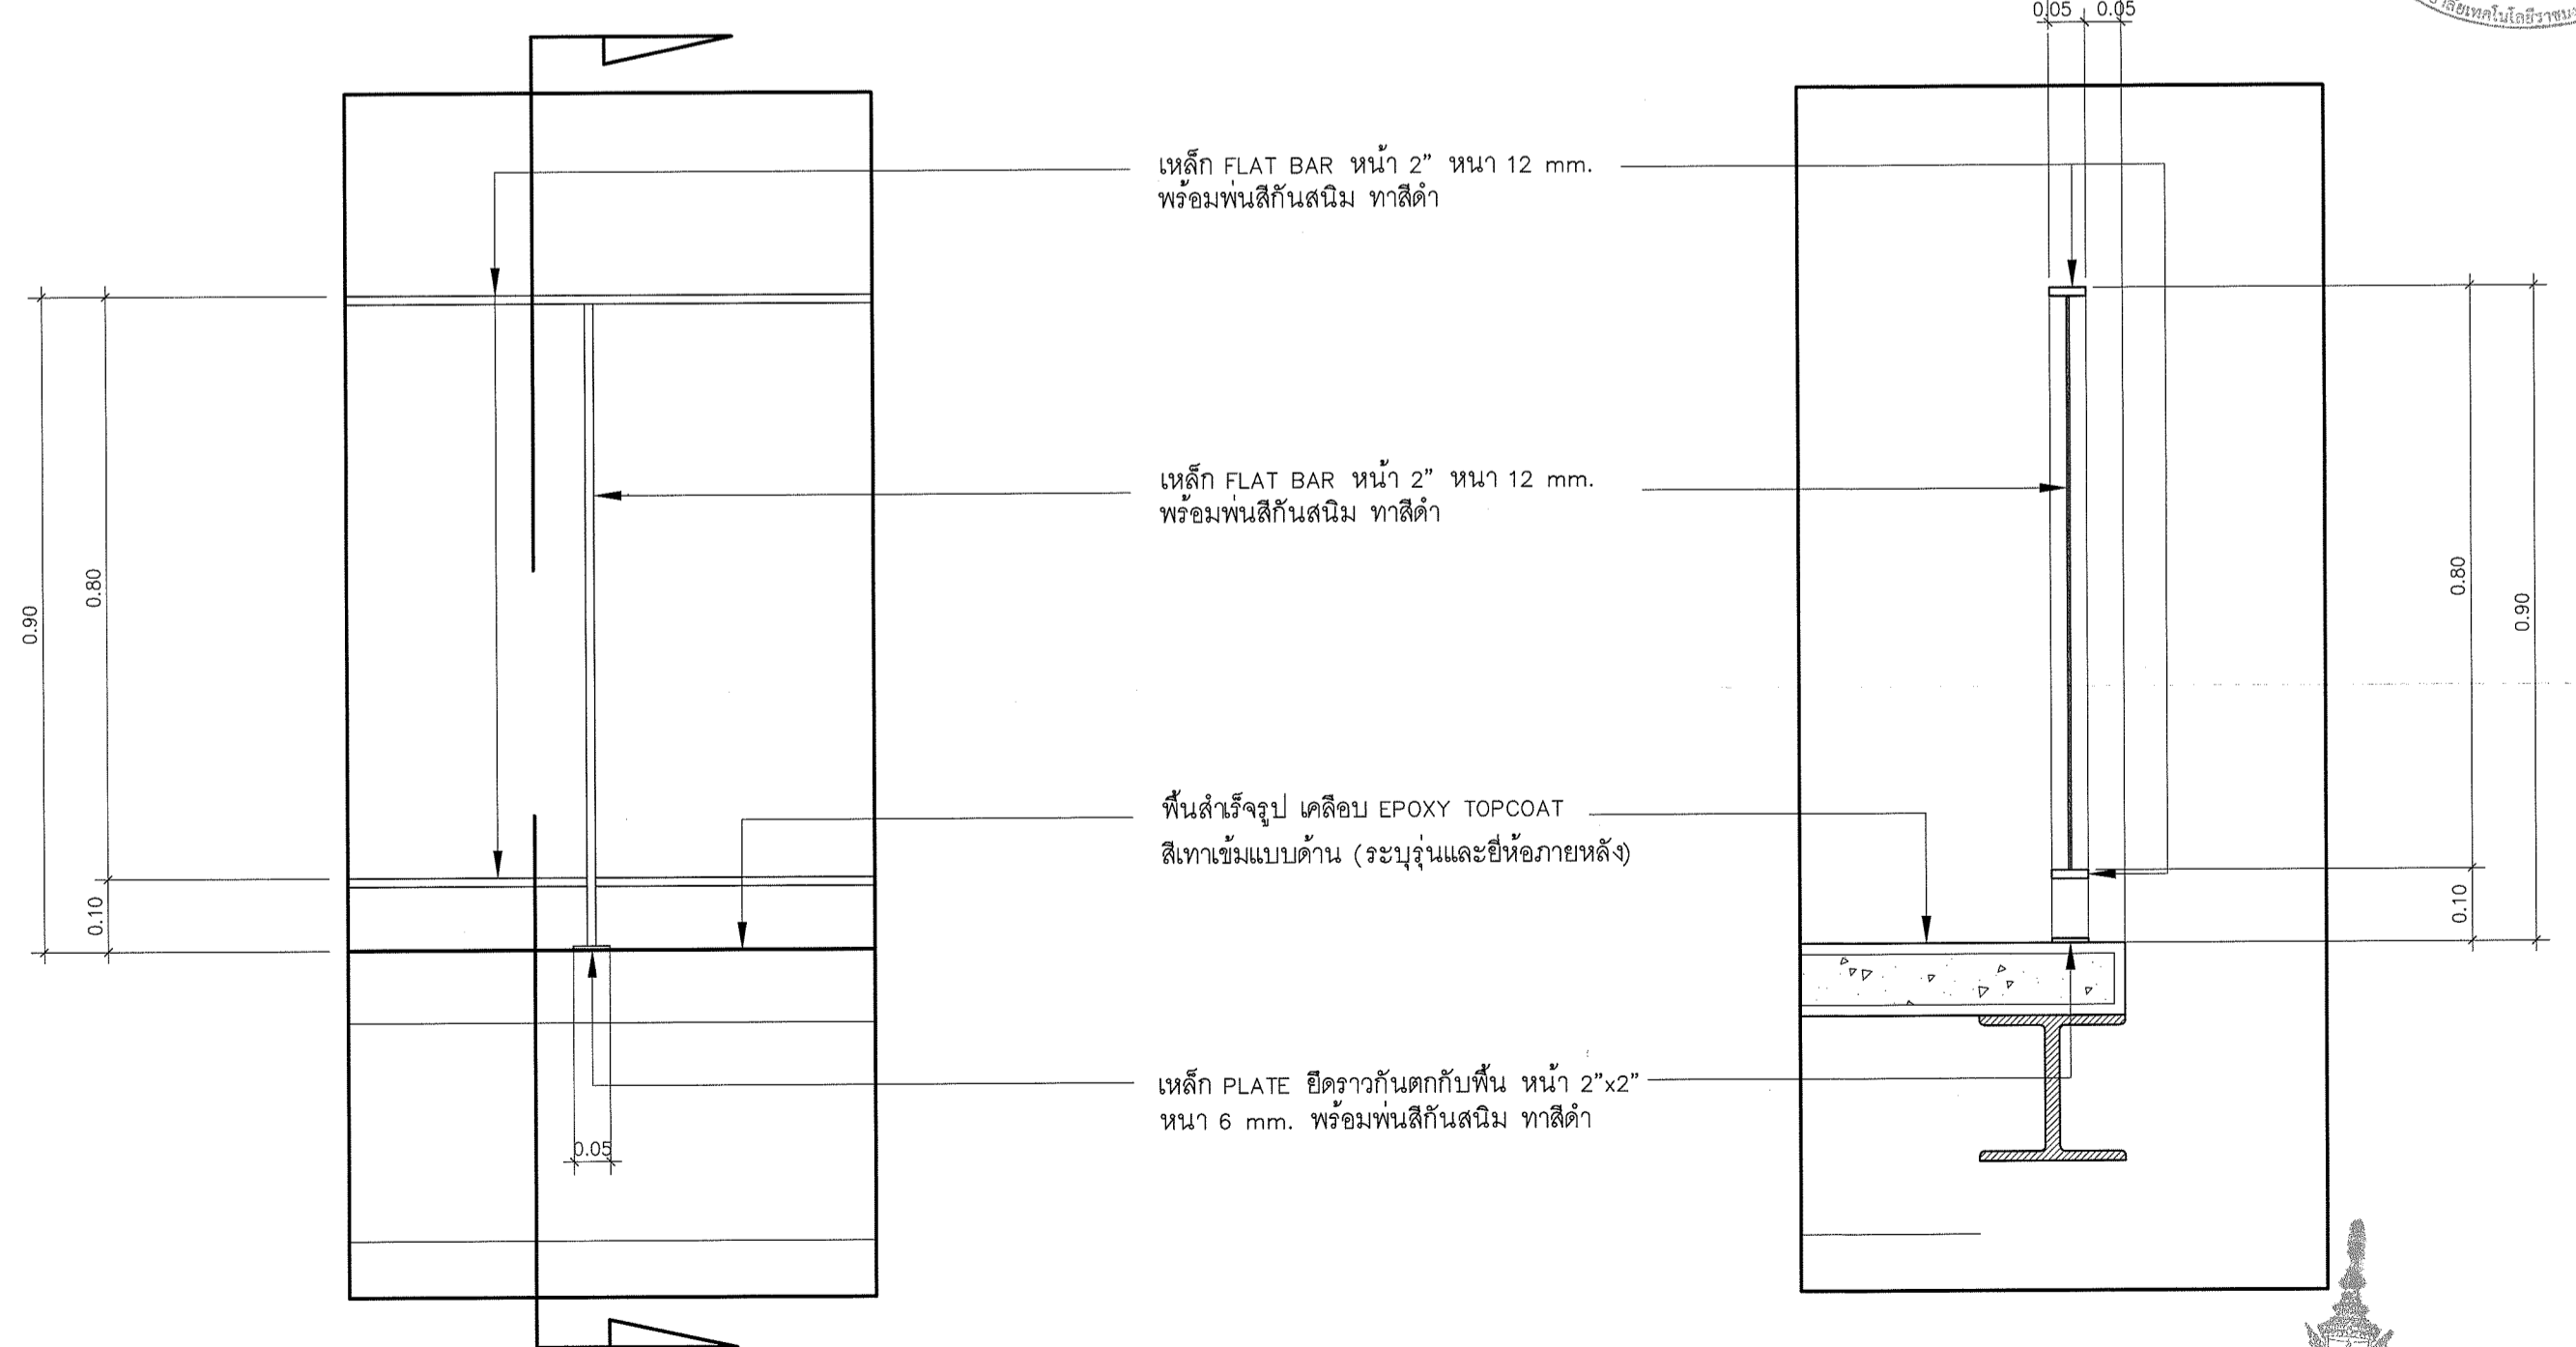 0.05 0.05
เหล็ก FLAT BAR หน้า 2" หนา 12 mm.
พร้อมพ่นสีกันสนิม ทาสีดำ
เหล็ก FLAT BAR หน้า 2" หนา 12 mm.
พร้อมพ่นสีกันสนิม ทาสีดำ
0.90
0.80
0.80
0.90
พื้นสำเร็จรูป เคลือบ EPOXY TOPCOAT
สีเทาเข้มแบบด้าน (ระบุรุ่นและยี่ห้อภายหลัง)
0.10
0.10
เหล็ก PLATE ยึดราวกันตกกับพื้น หน้า 2"x2"
หนา 6 mm. พร้อมพ่นสีกันสนิม ทาสีดำ
0.05